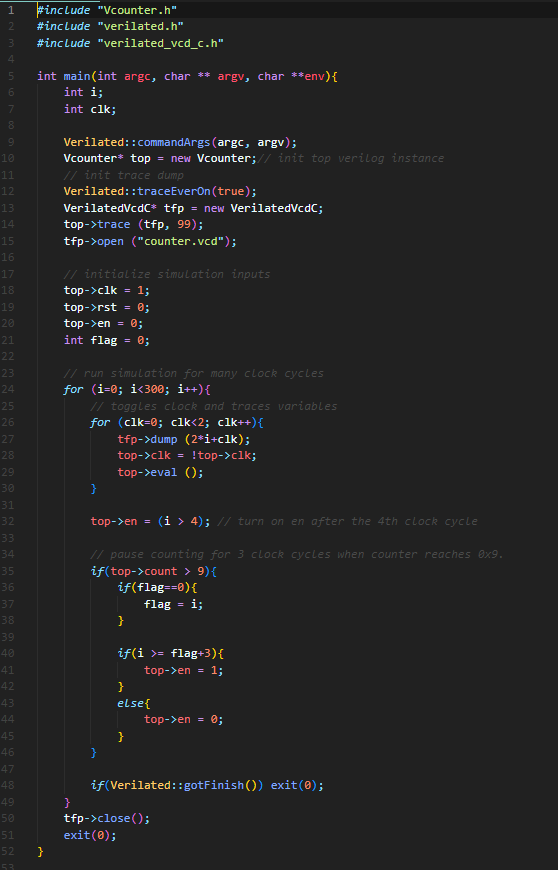 1 #include "Vcounter.h"
2 #include "verilated.h"
3 #include "verilated_vcd_c.h"
4
5 int main(int argc, char ** argv, char **env){
6     int i;
7     int clk;
8
9     Verilated::commandArgs(argc, argv);
10     Vcounter* top = new Vcounter;// init top verilog instance
11     // init trace dump
12     Verilated::traceEverOn(true);
13     VerilatedVcdC* tfp = new VerilatedVcdC;
14     top->trace (tfp, 99);
15     tfp->open ("counter.vcd");
16
17     // initialize simulation inputs
18     top->clk = 1;
19     top->rst = 0;
20     top->en = 0;
21     int flag = 0;
22
23     // run simulation for many clock cycles
24     for (i=0; i<300; i++){
25         // toggles clock and traces variables
26         for (clk=0; clk<2; clk++){
27             tfp->dump (2*i+clk);
28             top->clk = !top->clk;
29             top->eval ();
30         }
31
32         top->en = (i > 4); // turn on en after the 4th clock cycle
33
34         // pause counting for 3 clock cycles when counter reaches 0x9.
35         if(top->count > 9){
36             if(flag==0){
37                 flag = i;
38             }
39
40             if(i >= flag+3){
41                 top->en = 1;
42             }
43             else{
44                 top->en = 0;
45             }
46         }
47
48         if(Verilated::gotFinish()) exit(0);
49     }
50     tfp->close();
51     exit(0);
52 }
53